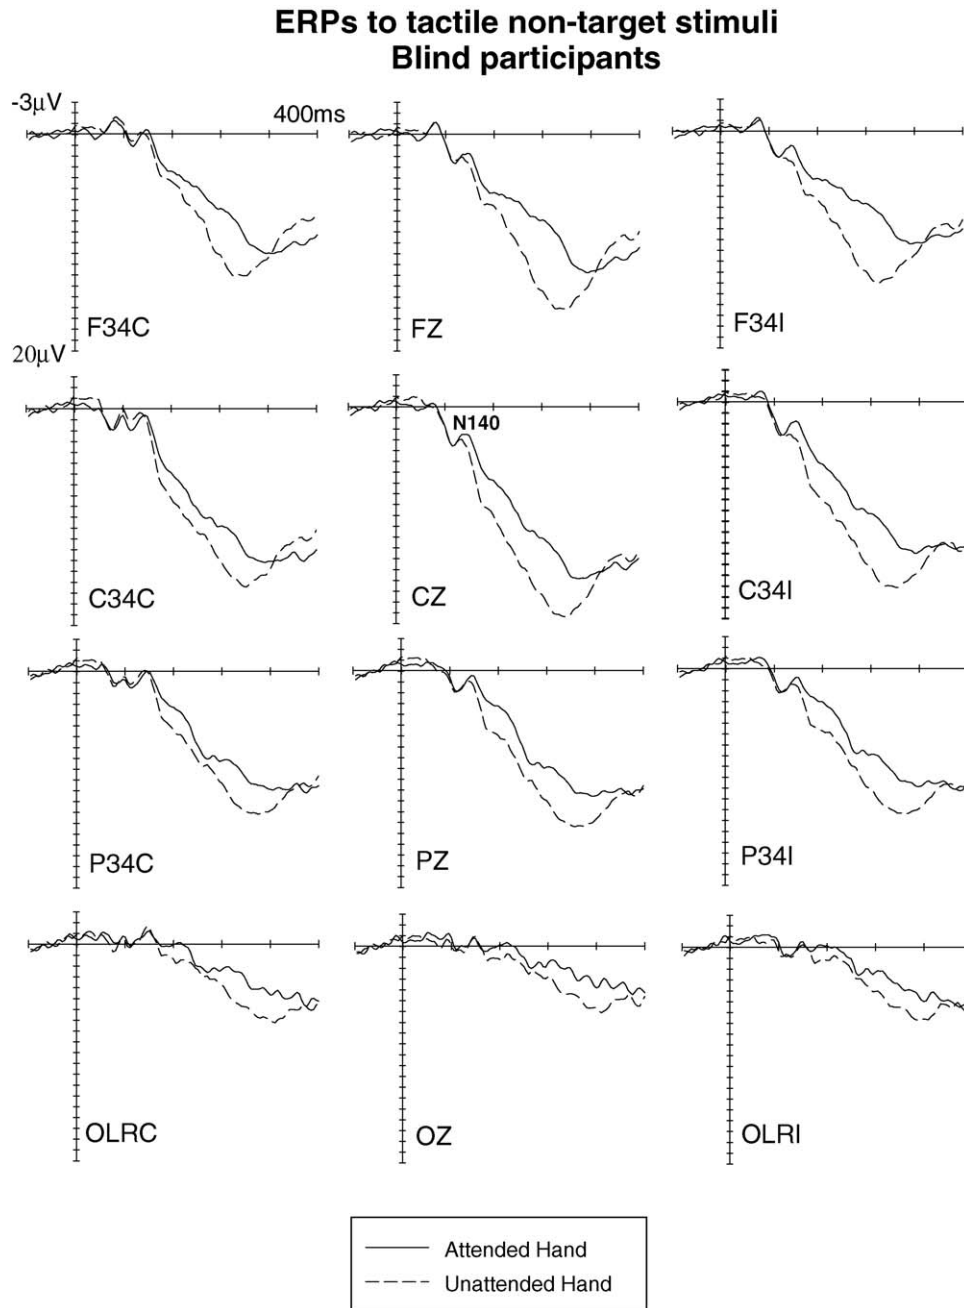 ERPs to tactile non-target stimuli
Blind participants
-3µV
400ms
F34C
FZ
F34I
20µV
N140
C34C
CZ
C34I
P34C
PZ
P34I
OLRC
OZ
OLRI
Attended Hand
Unattended Hand